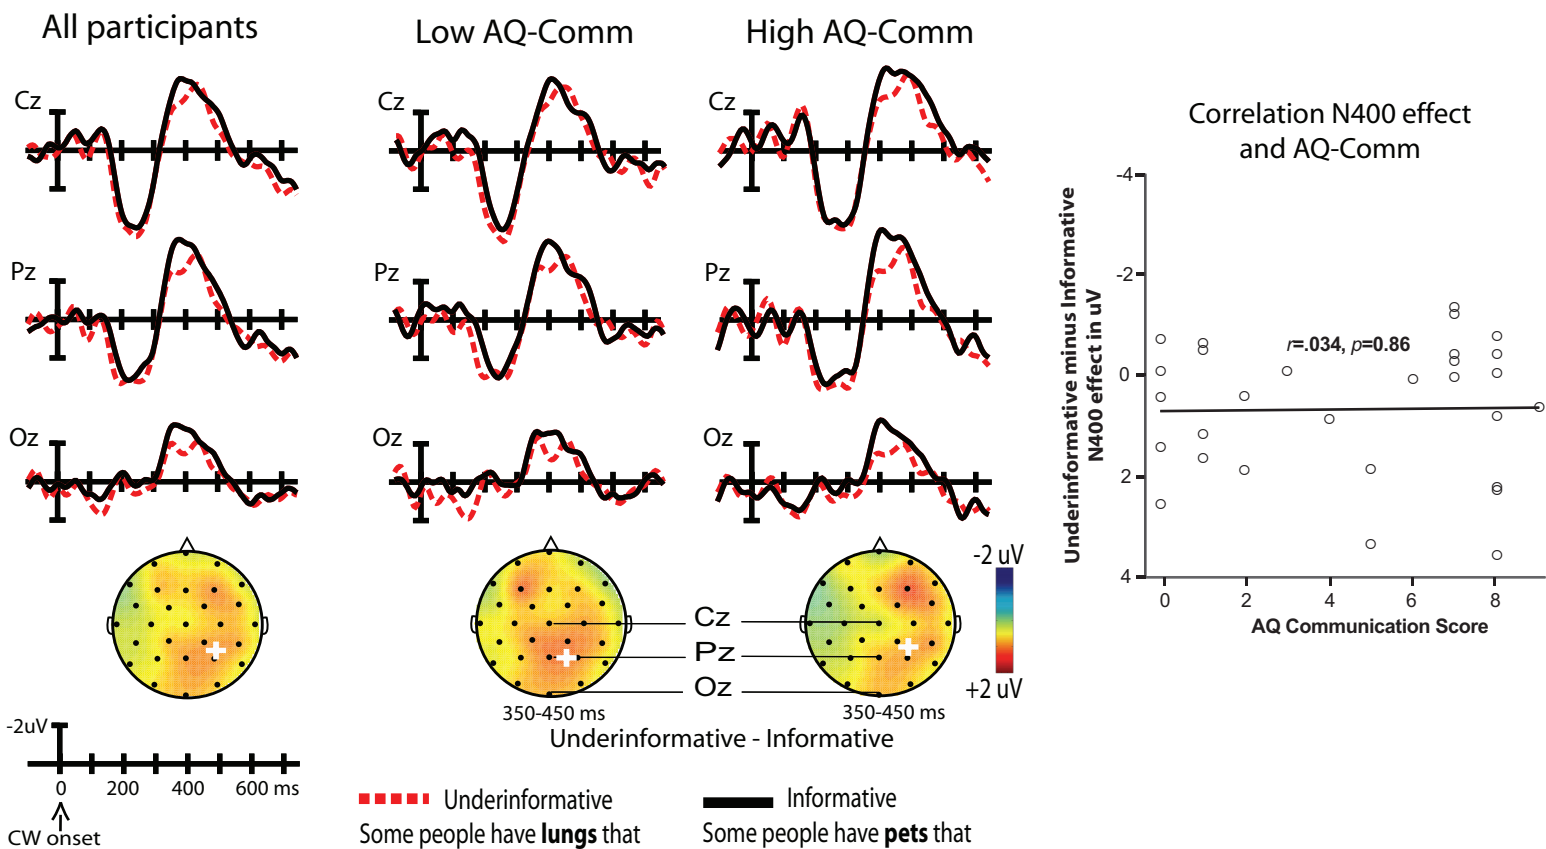 All participants
Low AQ-Comm
High AQ-Comm
Cz
Cz
Cz
Pz
Pz
Pz
Oz
Oz
Oz
Correlation N400 effect
and AQ-Comm
Underinformative minus Informative
N400 effect in uV
-4
-2
0
2
4
r=.034, p=0.86
0 2 4 6 8
AQ Communication Score
-2 uV
+2 uV
Cz
Pz
Oz
350-450 ms
350-450 ms
Underinformative - Informative
-2uV
0 200 400 600 ms
CW onset
Underinformative
Some people have lungs that
Informative
Some people have pets that